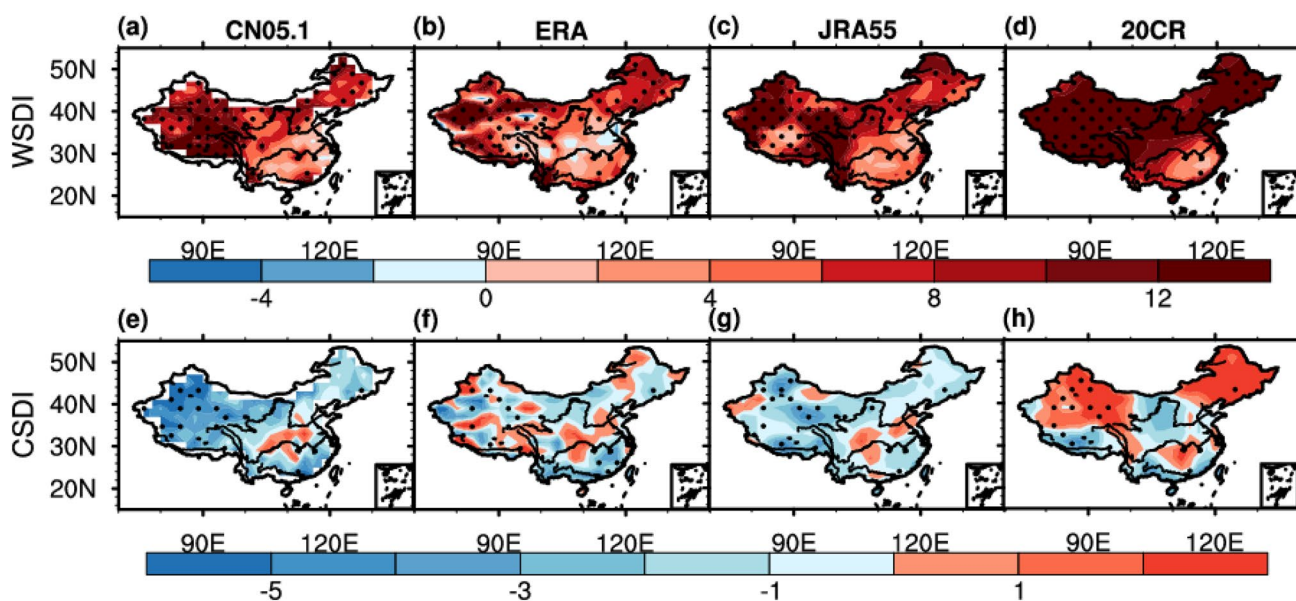 (a) CN05.1 (b) ERA (c) JRA55 (d) 20CR
WSDI
50N
40N
30N
20N
90E 120E 90E 120E 90E 120E 90E 120E
-4 0 4 8 12
(e) (f) (g) (h)
CSDI
50N
40N
30N
20N
90E 120E 90E 120E 90E 120E 90E 120E
-5 -3 -1 1